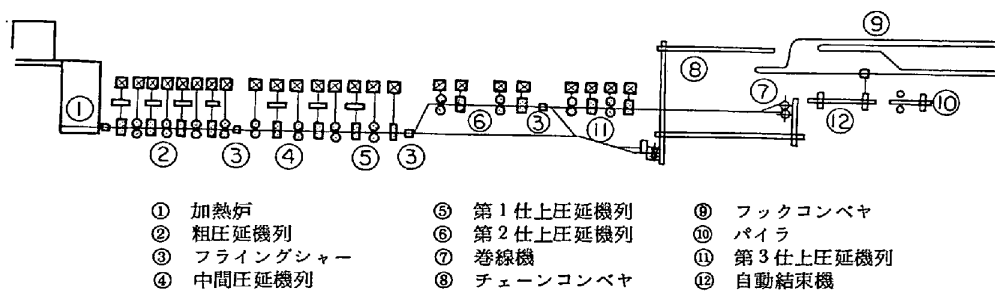 ⑨
⑧
①
②
③
④
⑤
③
⑥
③
⑪
⑦
⑫
⑩
① 加熱炉
② 粗圧延機列
③ フライングシャー
④ 中間圧延機列
⑤ 第1仕上圧延機列
⑥ 第2仕上圧延機列
⑦ 巻線機
⑧ チェーンコンベヤ
⑨ フックコンベヤ
⑩ パイラ
⑪ 第3仕上圧延機列
⑫ 自動結束機